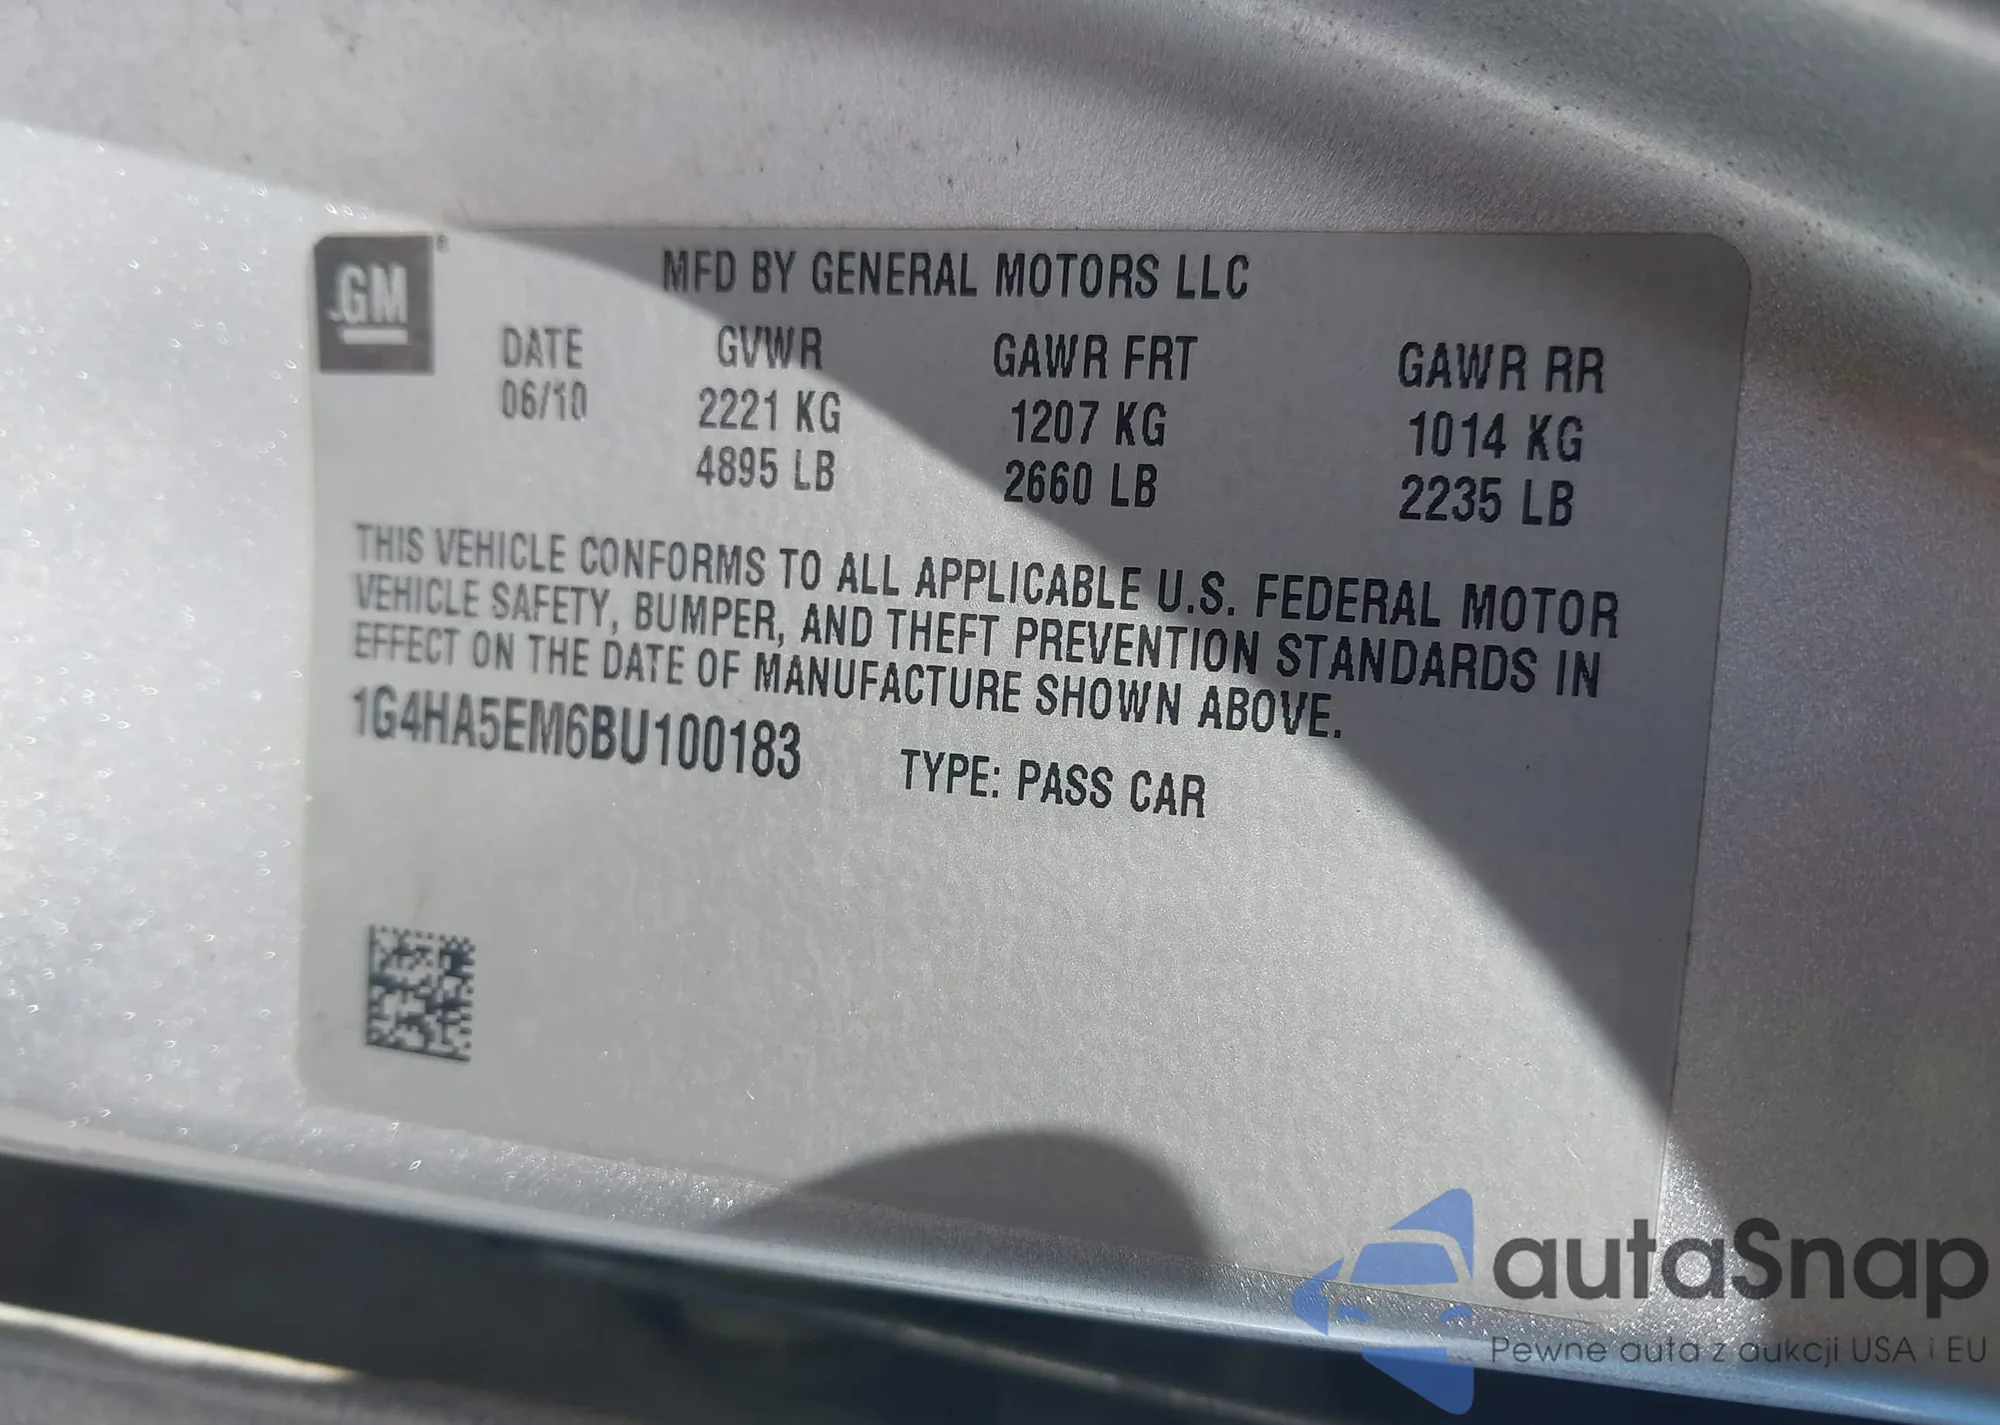 GM ®
MFD BY GENERAL MOTORS LLC
DATE GVWR GAWR FRT GAWR RR
06/10 2221 KG 1207 KG 1014 KG
4895 LB 2660 LB 2235 LB
THIS VEHICLE CONFORMS TO ALL APPLICABLE U.S. FEDERAL MOTOR
VEHICLE SAFETY, BUMPER, AND THEFT PREVENTION STANDARDS IN
EFFECT ON THE DATE OF MANUFACTURE SHOWN ABOVE.
1G4HA5EM6BU100183 TYPE: PASS CAR
autaSnap
Pewne auta z aukcji USA i EU